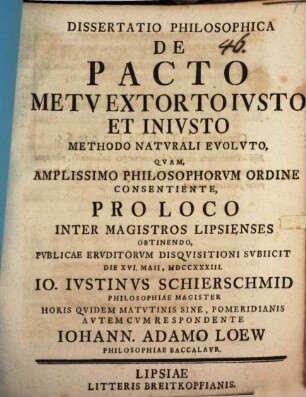 DISSERTATIO PHILOSOPHICA
DE
46.
PACTO
METV EXTORTO IVSTO
ET INIVSTO
METHODO NATVRALI EVOLVTO,
QVAM,
AMPLISSIMO PHILOSOPHORVM ORDINE
CONSENTIENTE,
PRO LOCO
INTER MAGISTROS LIPSIENSES
OBTINENDO,
PVBLICAE ERVDITORVM DISQVISITIONI SVBIICIT
DIE XVI. MAII, MDCCXXXIII.
IO. IVSTINVS SCHIERSCHMID
PHILOSOPHIAE MAGISTER
HORIS QVIDEM MATVTINIS SINE, POMERIDIANIS
AVTEM CVM RESPONDENTE
IOHANN. ADAMO LOEW
PHILOSOPHIAE BACCALAVR.
LIPSIAE
LITTERIS BREITKOPFIANIS.